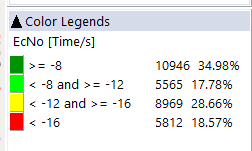 Color Legends
EcNo [Time/s]
>= -8 10946 34.98%
< -8 and >= -12 5565 17.78%
< -12 and >= -16 8969 28.66%
< -16 5812 18.57%